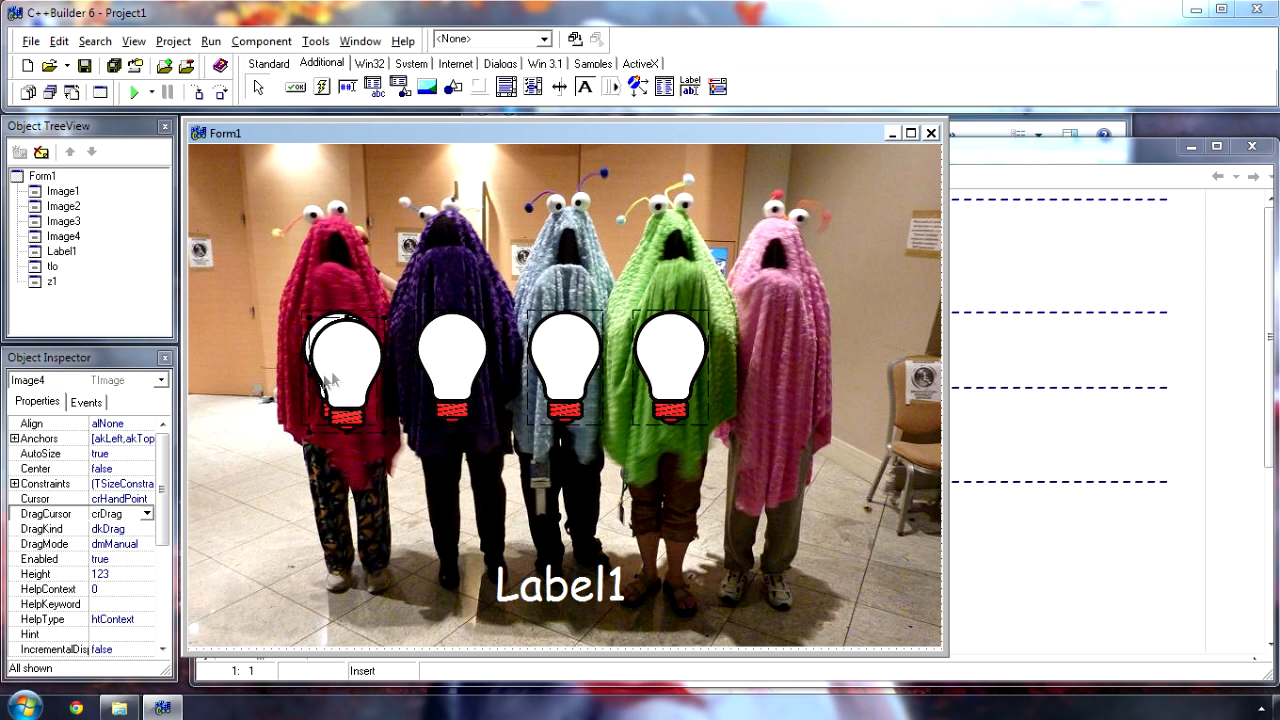 C++Builder 6 - Project1
File Edit Search View Project Run Component Tools Window Help <None>
Standard Additional Win32 System Internet Dialogs Win 3.1 Samples ActiveX
Object TreeView
Form1
Image1
Image2
Image3
Image4
Label1
tlo
z1
Form1
Label1
Object Inspector
Image4 TImage
Properties Events
Align alNone
Anchors [akLeft,akTop
AutoSize true
Center false
Constraints (TSizeConstra
Cursor crHandPoint
DragCursor crDrag
DragKind dkDrag
DragMode dmManual
Enabled true
Height 123
HelpContext 0
HelpKeyword
HelpType htContext
Hint
IncrementalDisp false
All shown
1: 1 Insert